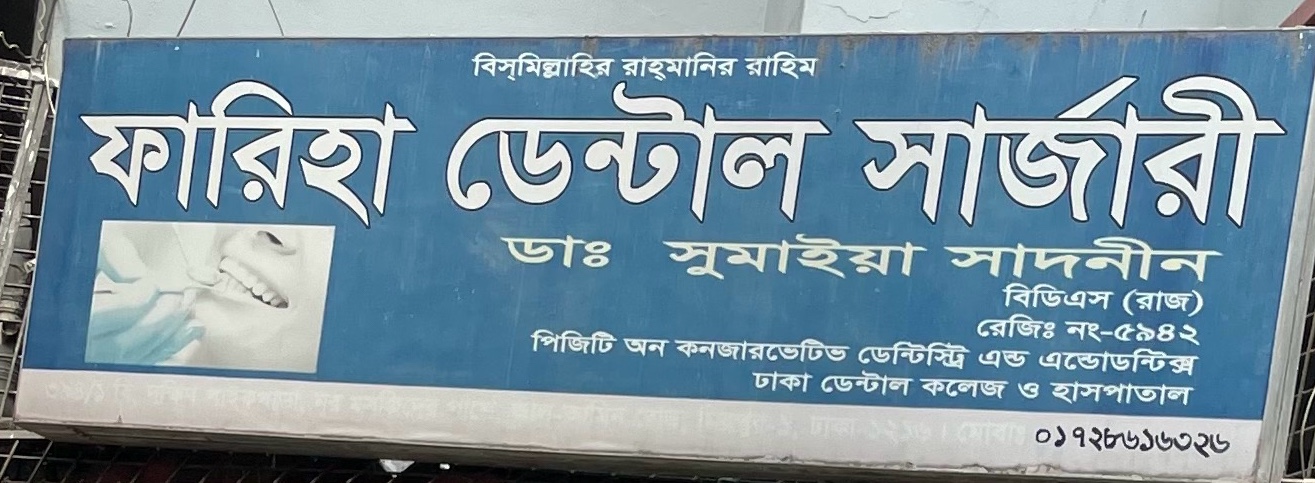 বিস্‌মিল্লাহির রাহ্‌মানির রাহিম
ফারিহা ডেন্টাল সার্জারী
ডাঃ সুমাইয়া সাদনীন
বিডিএস (রাজ)
রেজিঃ নং-৫৯৪২
পিজিটি অন কনজারভেটিভ ডেন্টিস্ট্রি এন্ড এন্ডোডন্টিক্স
ঢাকা ডেন্টাল কলেজ ও হাসপাতাল
০১৭২৮৬১৬৩২৬